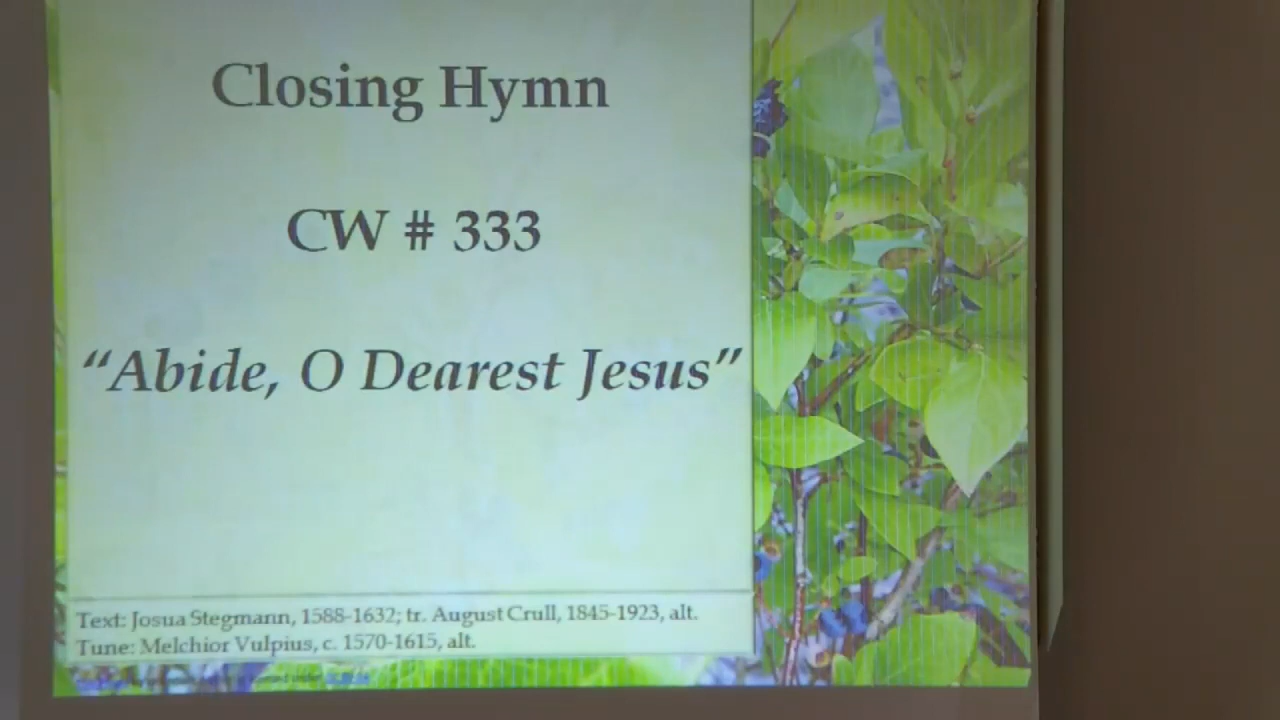 Closing Hymn
CW # 333
“Abide, O Dearest Jesus”
Text: Josua Stegmann, 1588-1632; tr. August Crull, 1845-1923, alt.
Tune: Melchior Vulpius, c. 1570-1615, alt.